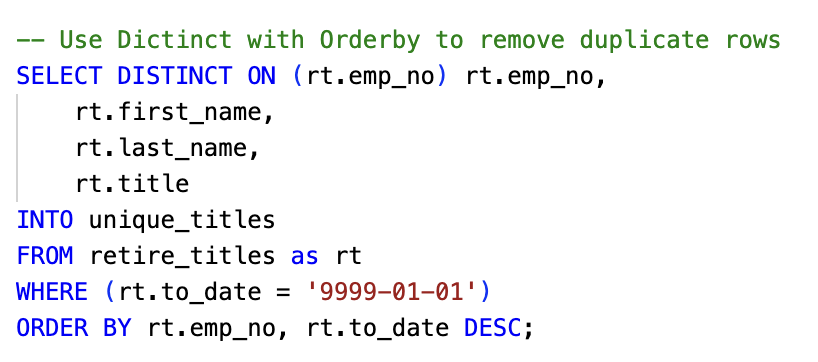 -- Use Dictinct with Orderby to remove duplicate rows
SELECT DISTINCT ON (rt.emp_no) rt.emp_no,
    rt.first_name,
    rt.last_name,
    rt.title
INTO unique_titles
FROM retire_titles as rt
WHERE (rt.to_date = '9999-01-01')
ORDER BY rt.emp_no, rt.to_date DESC;